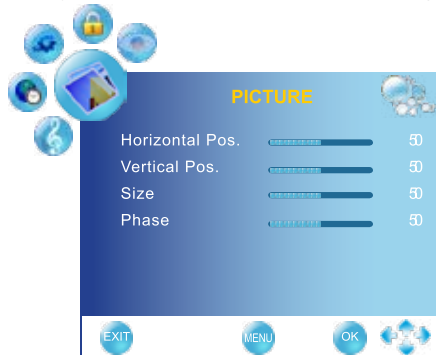 PICTURE
Horizontal Pos. 50
Vertical Pos. 50
Size 50
Phase 50
EXIT MENU OK